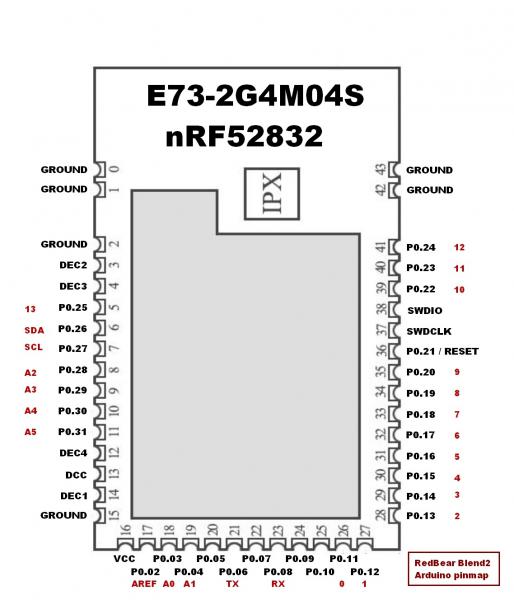 E73-2G4M04S
nRF52832
IPX
GROUND 0 43 GROUND
GROUND 1 42 GROUND
GROUND 2 41 P0.24 12
DEC2 3 40 P0.23 11
DEC3 4 39 P0.22 10
13 P0.25 5 38 SWDIO
SDA P0.26 6 37 SWDCLK
SCL P0.27 7 36 P0.21 / RESET
A2 P0.28 8 35 P0.20 9
A3 P0.29 9 34 P0.19 8
A4 P0.30 10 33 P0.18 7
A5 P0.31 11 32 P0.17 6
DEC4 12 31 P0.16 5
DCC 13 30 P0.15 4
DEC1 14 29 P0.14 3
GROUND 15 28 P0.13 2
16 17 18 19 20 21 22 23 24 25 26 27
VCC P0.03 P0.05 P0.07 P0.09 P0.11
P0.02 P0.04 P0.06 P0.08 P0.10 P0.12
AREF A0 A1 TX RX 0 1
RedBear Blend2
Arduino pinmap